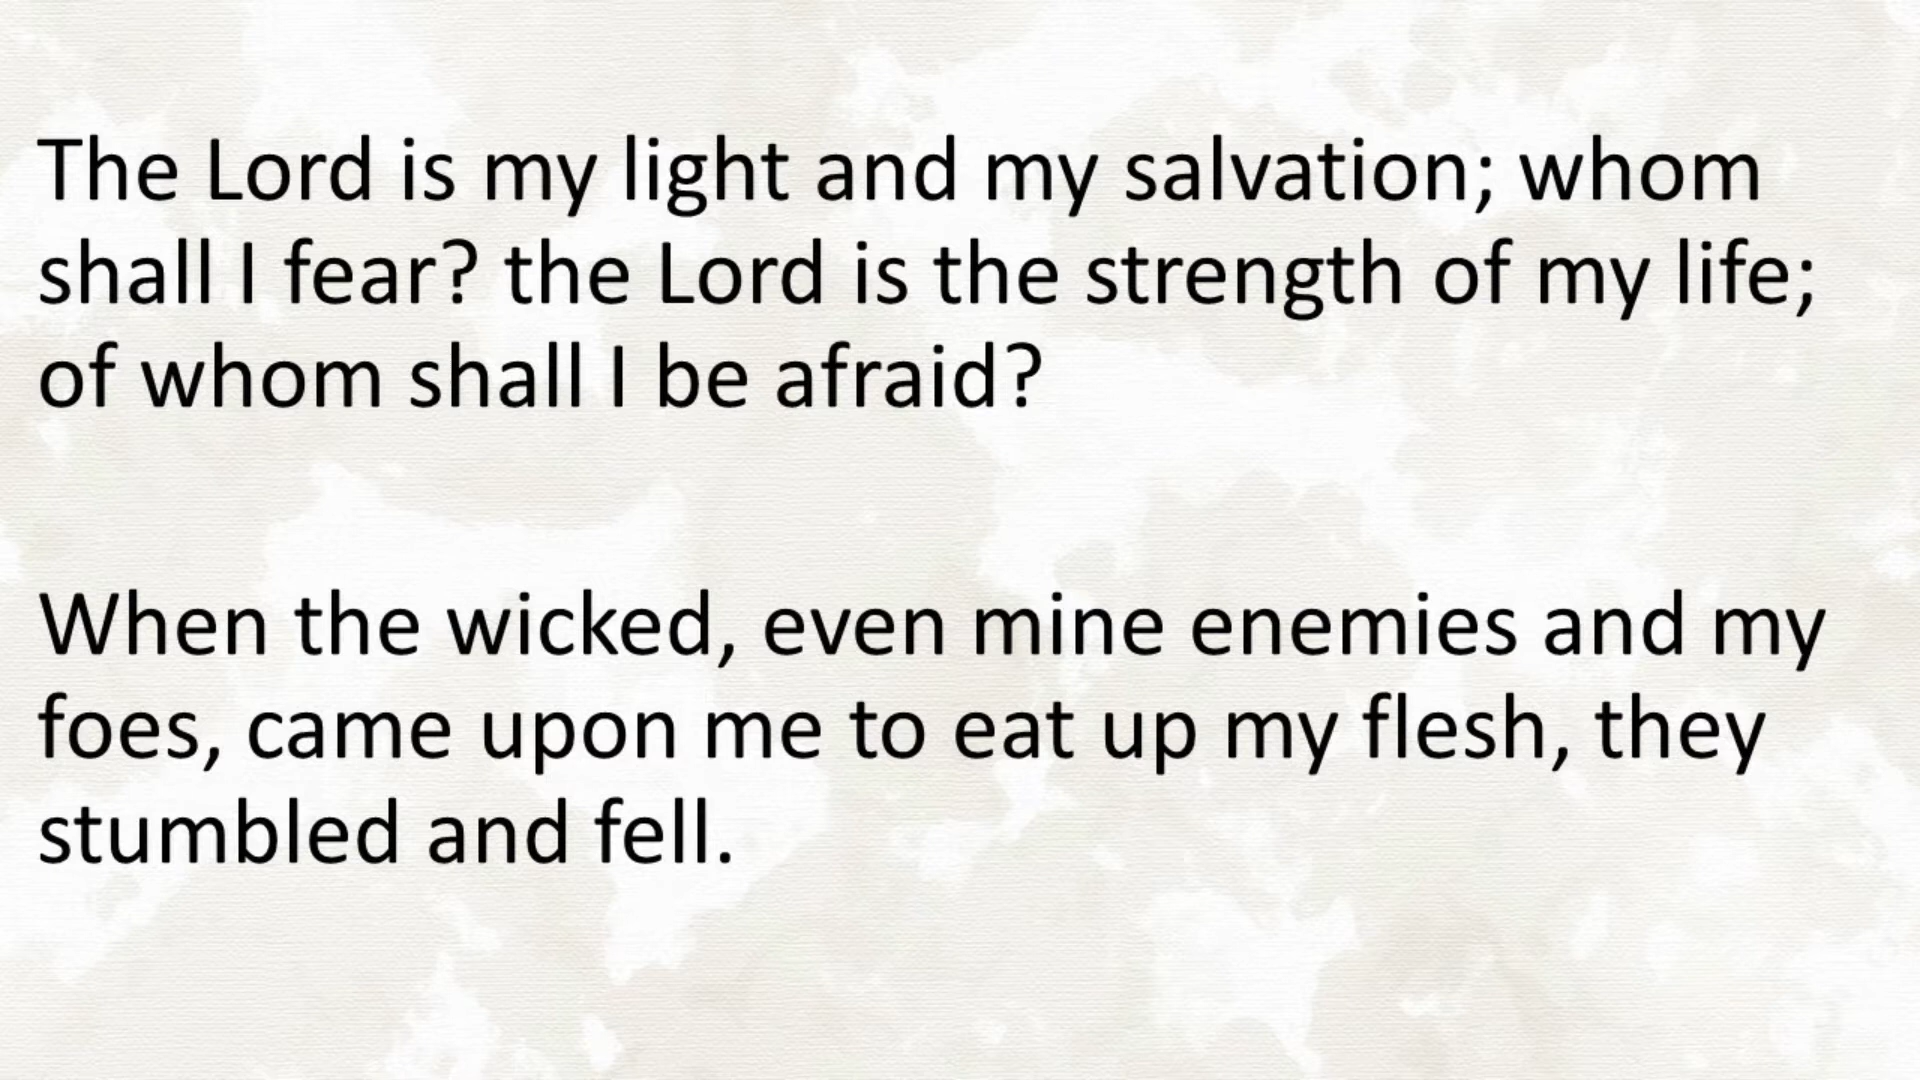 The Lord is my light and my salvation; whom
shall I fear? the Lord is the strength of my life;
of whom shall I be afraid?
When the wicked, even mine enemies and my
foes, came upon me to eat up my flesh, they
stumbled and fell.